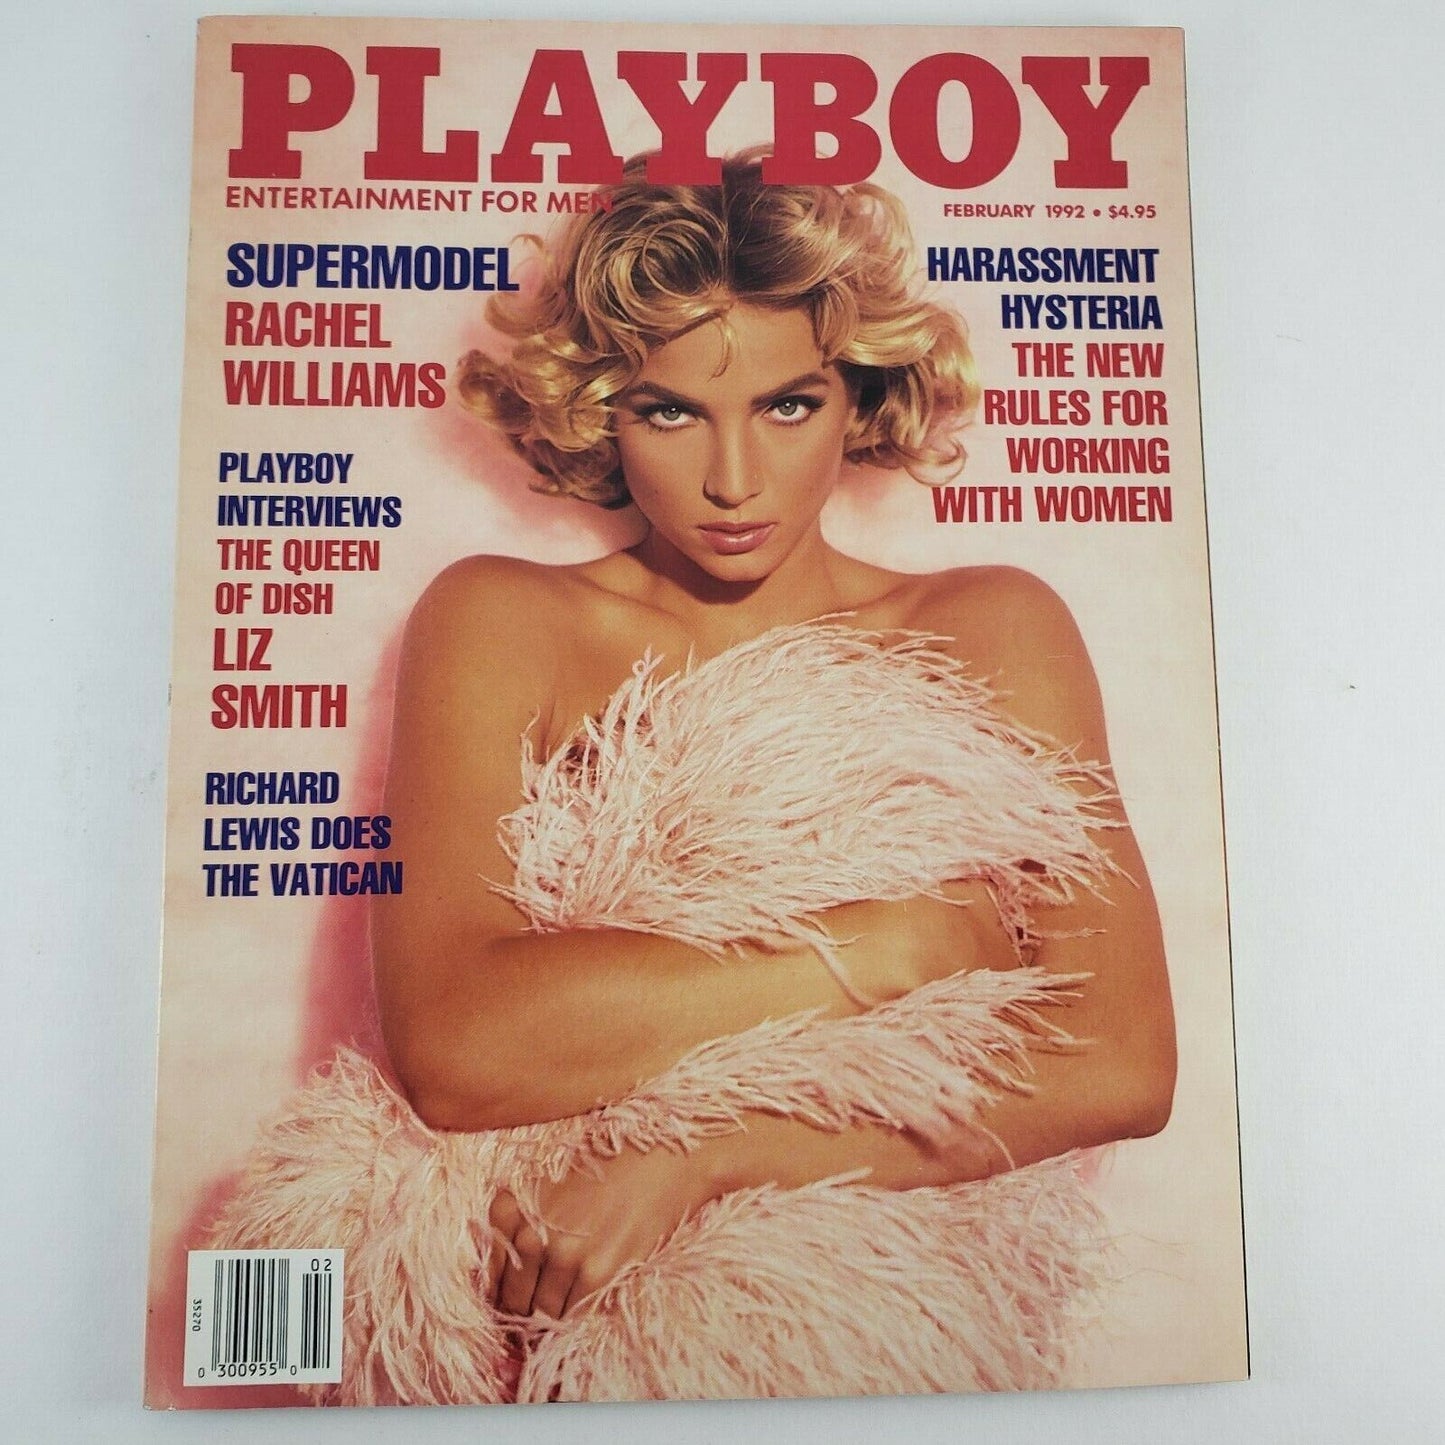 PLAYBOY
ENTERTAINMENT FOR MEN
FEBRUARY 1992 • $4.95
SUPERMODEL
RACHEL
WILLIAMS
PLAYBOY
INTERVIEWS
THE QUEEN
OF DISH
LIZ
SMITH
RICHARD
LEWIS DOES
THE VATICAN
HARASSMENT
HYSTERIA
THE NEW
RULES FOR
WORKING
WITH WOMEN
02
35270
0 300955 0